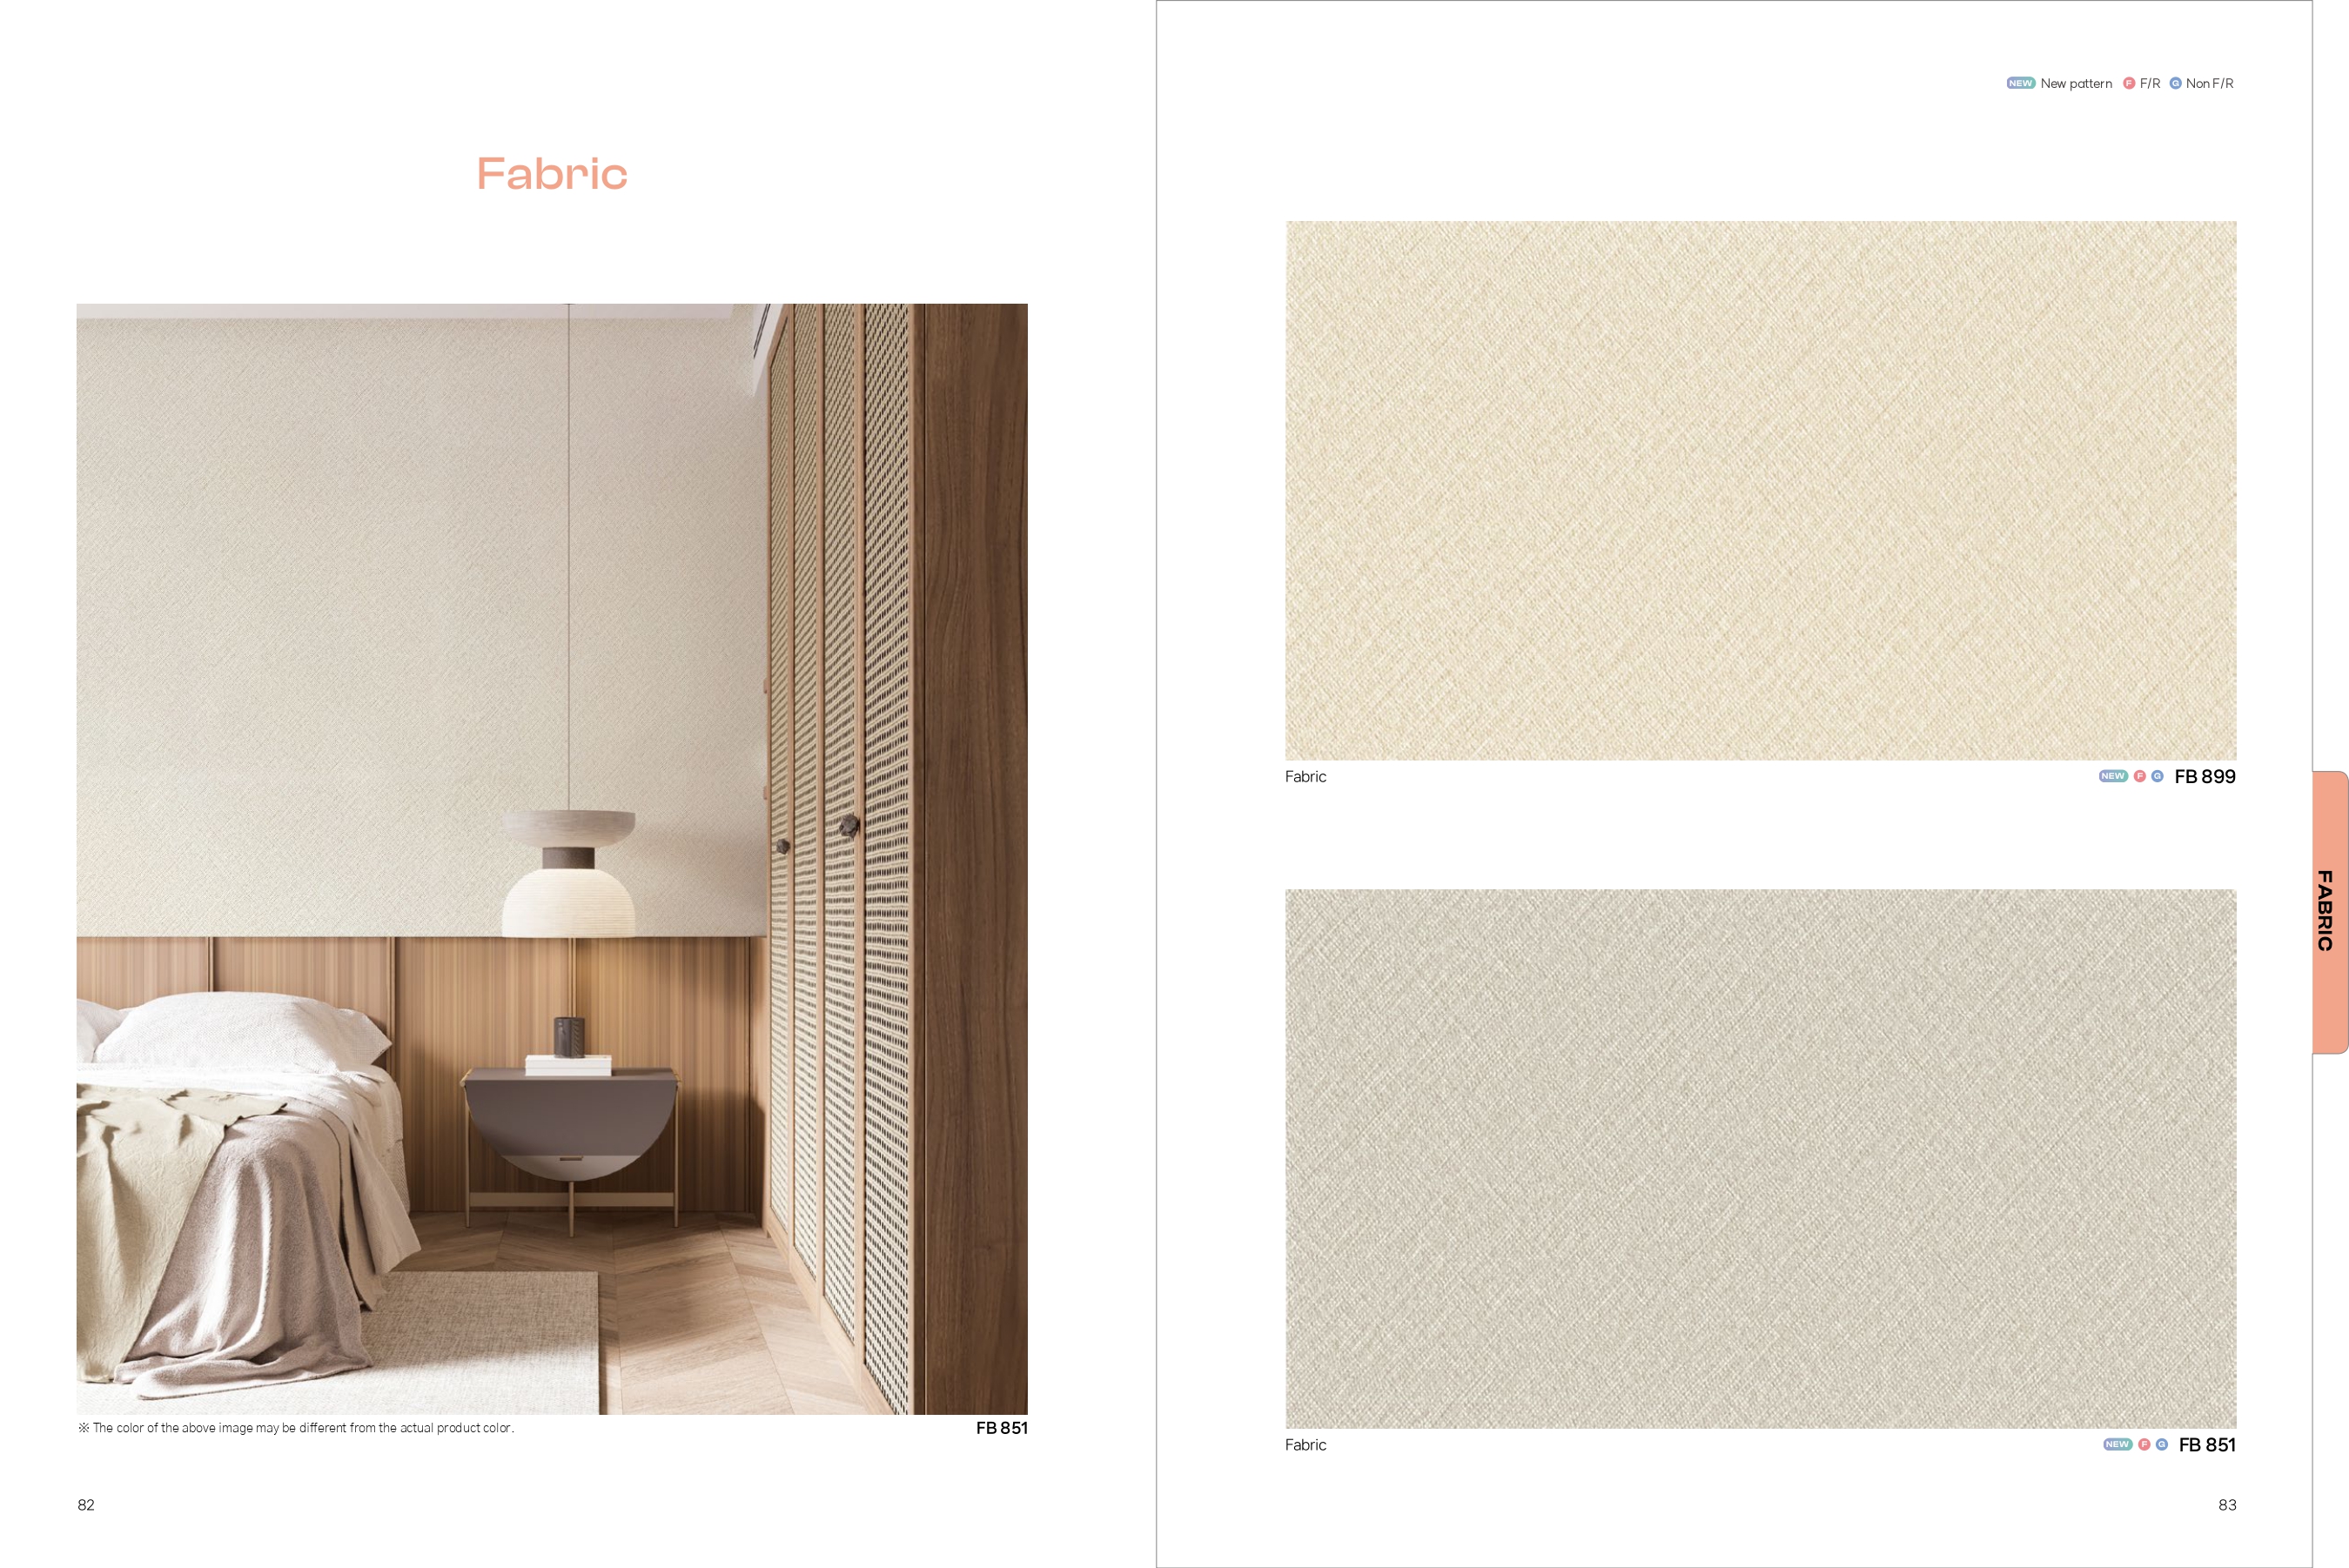 Fabric
※ The color of the above image may be different from the actual product color.
FB 851
82
NEW New pattern F F/R G Non F/R
Fabric
NEW F G FB 899
FABRIC
Fabric
NEW F G FB 851
83